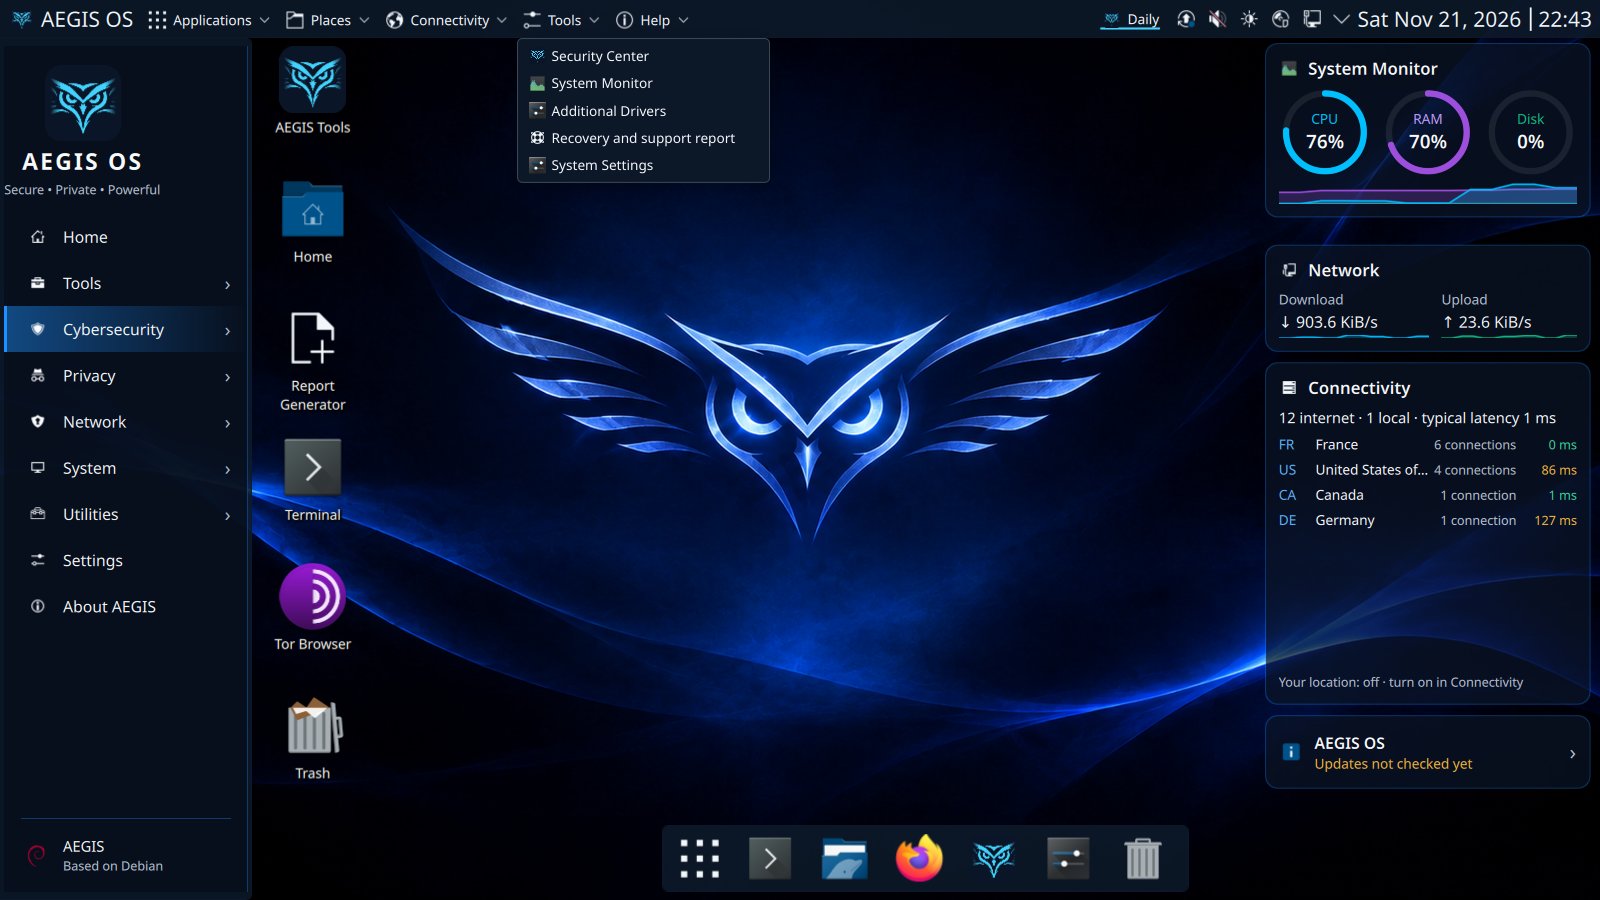 AEGIS OS
Applications
Places
Connectivity
Tools
Help
Daily
Sat Nov 21, 2026 | 22:43
AEGIS OS
Secure • Private • Powerful
Home
Tools
Cybersecurity
Privacy
Network
System
Utilities
Settings
About AEGIS
AEGIS
Based on Debian
AEGIS Tools
Home
Report
Generator
Terminal
Tor Browser
Trash
Security Center
System Monitor
Additional Drivers
Recovery and support report
System Settings
System Monitor
CPU
76%
RAM
70%
Disk
0%
Network
Download
Upload
↓ 903.6 KiB/s
↑ 23.6 KiB/s
Connectivity
12 internet · 1 local · typical latency 1 ms
FR France 6 connections 0 ms
US United States of... 4 connections 86 ms
CA Canada 1 connection 1 ms
DE Germany 1 connection 127 ms
Your location: off · turn on in Connectivity
AEGIS OS
Updates not checked yet